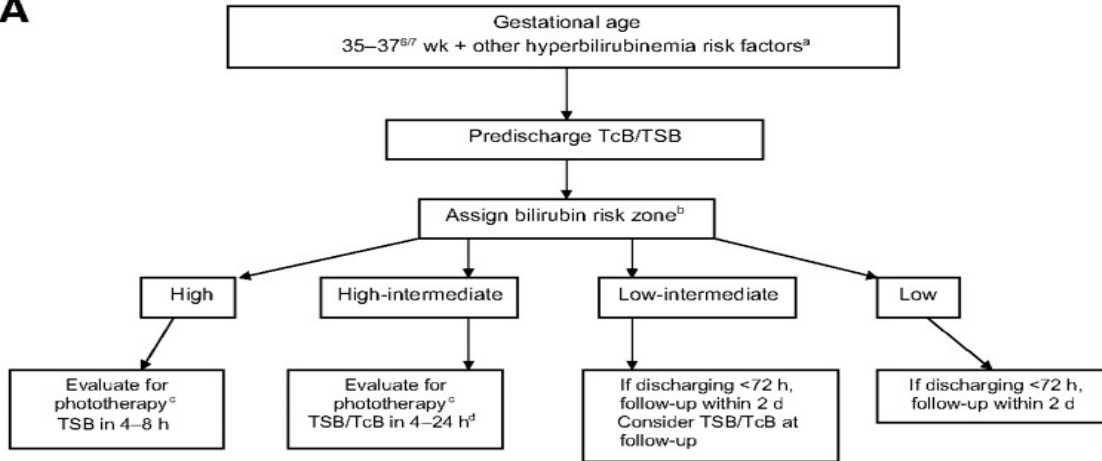 A
Gestational age
35–37⁶ᐟ⁷ wk + other hyperbilirubinemia risk factorsᵃ
Predischarge TcB/TSB
Assign bilirubin risk zoneᵇ
High
High-intermediate
Low-intermediate
Low
Evaluate for
phototherapyᶜ
TSB in 4–8 h
Evaluate for
phototherapyᶜ
TSB/TcB in 4–24 hᵈ
If discharging <72 h,
follow-up within 2 d
Consider TSB/TcB at
follow-up
If discharging <72 h,
follow-up within 2 d